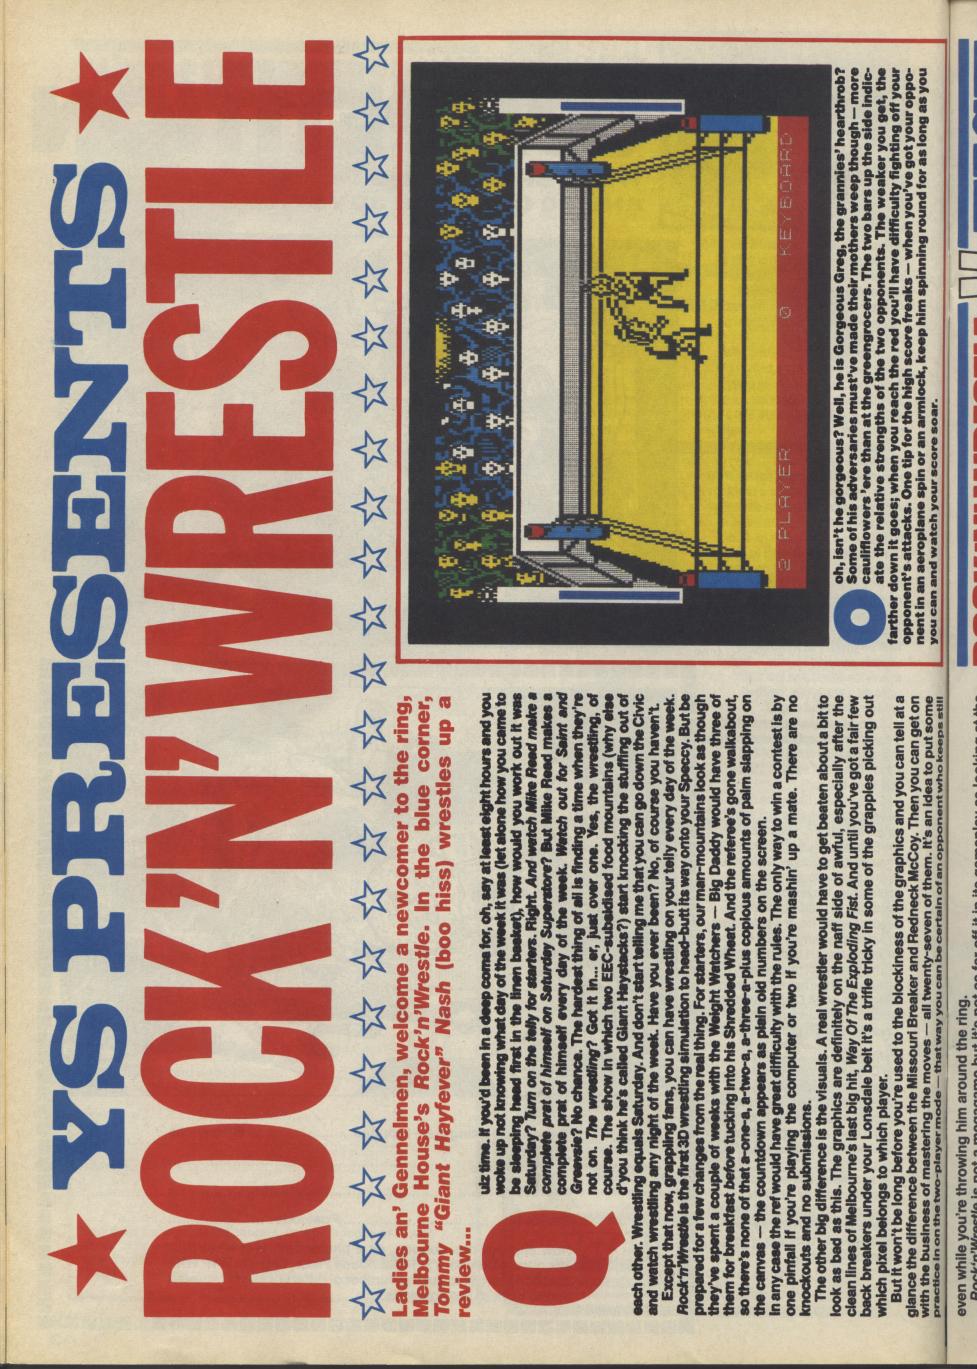 YS PRESENTS
ROCK'N'WRESTLE
Ladies an' Gennelmen, welcome a newcomer to the ring,
Melbourne House's Rock'n'Wrestle. In the blue corner,
Tommy "Giant Hayfever" Nash (boo hiss) wrestles up a
review...
Quiz time. If you'd been in a deep coma for, oh, say at least eight hours and you
woke up not knowing what day of the week it was (let alone how you came to
be sleeping head first in the linen basket), how would you work out it was
Saturday? Turn on the telly for starters. Right. And watch Mike Reed make a
complete prat of himself on Saturday Superstore? But Mike Reed makes a
complete prat of himself every day of the week. Watch out for Saint and
Greavsie? No chance. The hardest thing of all is finding a time when they're
not on. The wrestling? Got it in... er, just over one. Yes, the wrestling, of
course. The show in which two EEC-subsidised food mountains (why else
d'you think he's called Giant Haystacks?) start knocking the stuffing out of
each other. Wrestling equals Saturday. And don't start telling me that you can go down the Civic
and watch wrestling any night of the week. Have you ever been? No, of course you haven't.
Except that now, grappling fans, you can have wrestling on your telly every day of the week.
Rock'n'Wrestle is the first 3D wrestling simulation to head-butt its way onto your Speccy. But be
prepared for a few changes from the real thing. For starters, our man-mountains look as though
they've spent a couple of weeks with the Weight Watchers — Big Daddy would have three of
them for breakfast before tucking into his Shredded Wheat. And the referee's gone walkabout,
so there's none of that a-one-a, a-two-a, a-three-a-plus copious amounts of palm slapping on
the canvas — the countdown appears as plain old numbers on the screen.
In any case the ref would have great difficulty with the rules. The only way to win a contest is by
one pinfall if you're playing the computer or two if you're mashin' up a mate. There are no
knockouts and no submissions.
The other big difference is the visuals. A real wrestler would have to get beaten about a bit to
look as bad as this. The graphics are definitely on the naff side of awful, especially after the
clean lines of Melbourne's last big hit, Way Of The Exploding Fist. And until you've got a fair few
back breakers under your Lonsdale belt it's a trifle tricky in some of the grapples picking out
which pixel belongs to which player.
But it won't be long before you're used to the blockiness of the graphics and you can tell at a
glance the difference between the Missouri Breaker and Redneck McCoy. Then you can get on
with the business of mastering the moves — all twenty-seven of them. It's an idea to put some
practice in on the two-player mode — that way you can be certain of an opponent who keeps still
even while you're throwing him around the ring.
2 PLAYER 0 KEYBOARD
Ooh, isn't he gorgeous? Well, he is Gorgeous Greg, the grannies' hearthrob?
Some of his adversaries must've made their mothers weep though — more
cauliflowers 'ere than at the greengrocers. The two bars up the side indic-
ate the relative strengths of the two opponents. The weaker you get, the
farther down it goes; when you reach the red you'll have difficulty fighting off your
opponent's attacks. One tip for the high score freaks — when you've got your oppo-
nent in an aeroplane spin or an armlock, keep him spinning round for as long as you
you can and watch your score soar.